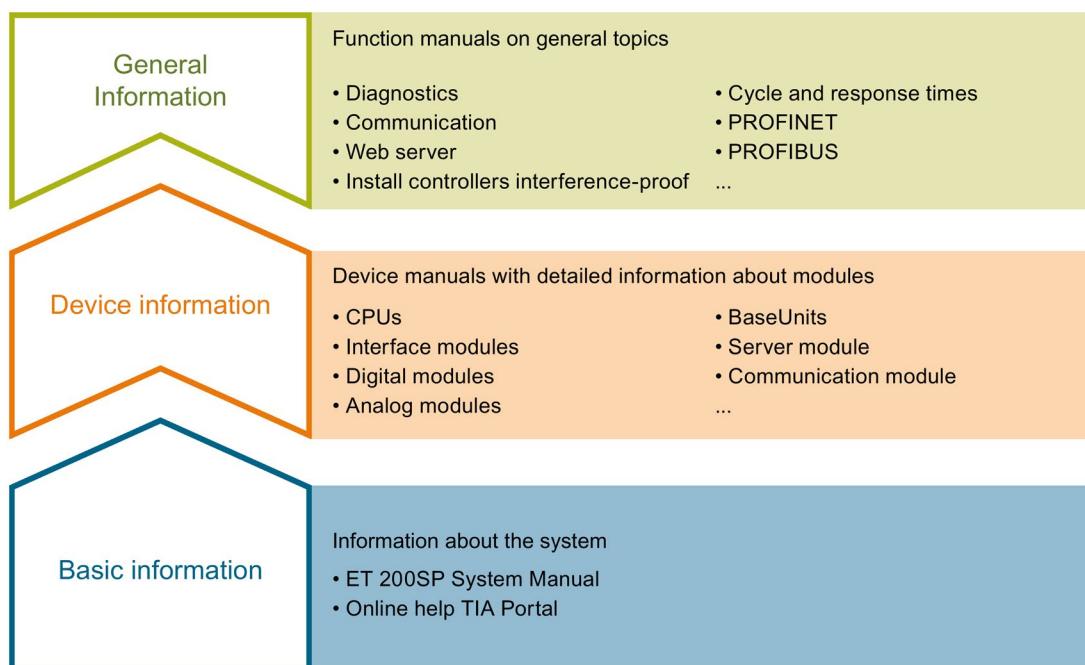 General
Information
Function manuals on general topics
• Diagnostics
• Communication
• Web server
• Install controllers interference-proof
• Cycle and response times
• PROFINET
• PROFIBUS
...
Device information
Device manuals with detailed information about modules
• CPUs
• Interface modules
• Digital modules
• Analog modules
• BaseUnits
• Server module
• Communication module
...
Basic information
Information about the system
• ET 200SP System Manual
• Online help TIA Portal